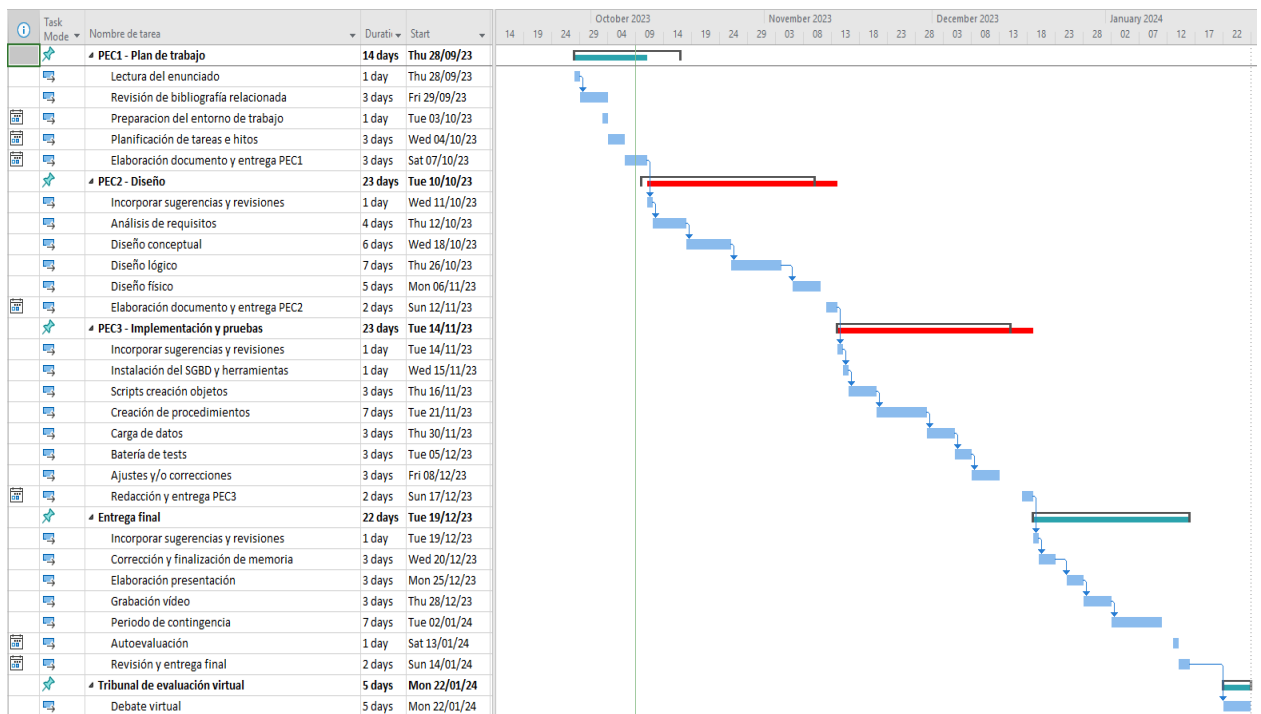 October 2023 November 2023 December 2023 January 2024
Task Mode Nombre de tarea Durati Start 14 19 24 29 04 09 14 19 24 29 03 08 13 18 23 28 03 08 13 18 23 28 02 07 12 17 22
PEC1 - Plan de trabajo 14 days Thu 28/09/23
Lectura del enunciado 1 day Thu 28/09/23
Revisión de bibliografía relacionada 3 days Fri 29/09/23
Preparacion del entorno de trabajo 1 day Tue 03/10/23
Planificación de tareas e hitos 3 days Wed 04/10/23
Elaboración documento y entrega PEC1 3 days Sat 07/10/23
PEC2 - Diseño 23 days Tue 10/10/23
Incorporar sugerencias y revisiones 1 day Wed 11/10/23
Análisis de requisitos 4 days Thu 12/10/23
Diseño conceptual 6 days Wed 18/10/23
Diseño lógico 7 days Thu 26/10/23
Diseño físico 5 days Mon 06/11/23
Elaboración documento y entrega PEC2 2 days Sun 12/11/23
PEC3 - Implementación y pruebas 23 days Tue 14/11/23
Incorporar sugerencias y revisiones 1 day Tue 14/11/23
Instalación del SGBD y herramientas 1 day Wed 15/11/23
Scripts creación objetos 3 days Thu 16/11/23
Creación de procedimientos 7 days Tue 21/11/23
Carga de datos 3 days Thu 30/11/23
Batería de tests 3 days Tue 05/12/23
Ajustes y/o correcciones 3 days Fri 08/12/23
Redacción y entrega PEC3 2 days Sun 17/12/23
Entrega final 22 days Tue 19/12/23
Incorporar sugerencias y revisiones 1 day Tue 19/12/23
Corrección y finalización de memoria 3 days Wed 20/12/23
Elaboración presentación 3 days Mon 25/12/23
Grabación vídeo 3 days Thu 28/12/23
Periodo de contingencia 7 days Tue 02/01/24
Autoevaluación 1 day Sat 13/01/24
Revisión y entrega final 2 days Sun 14/01/24
Tribunal de evaluación virtual 5 days Mon 22/01/24
Debate virtual 5 days Mon 22/01/24